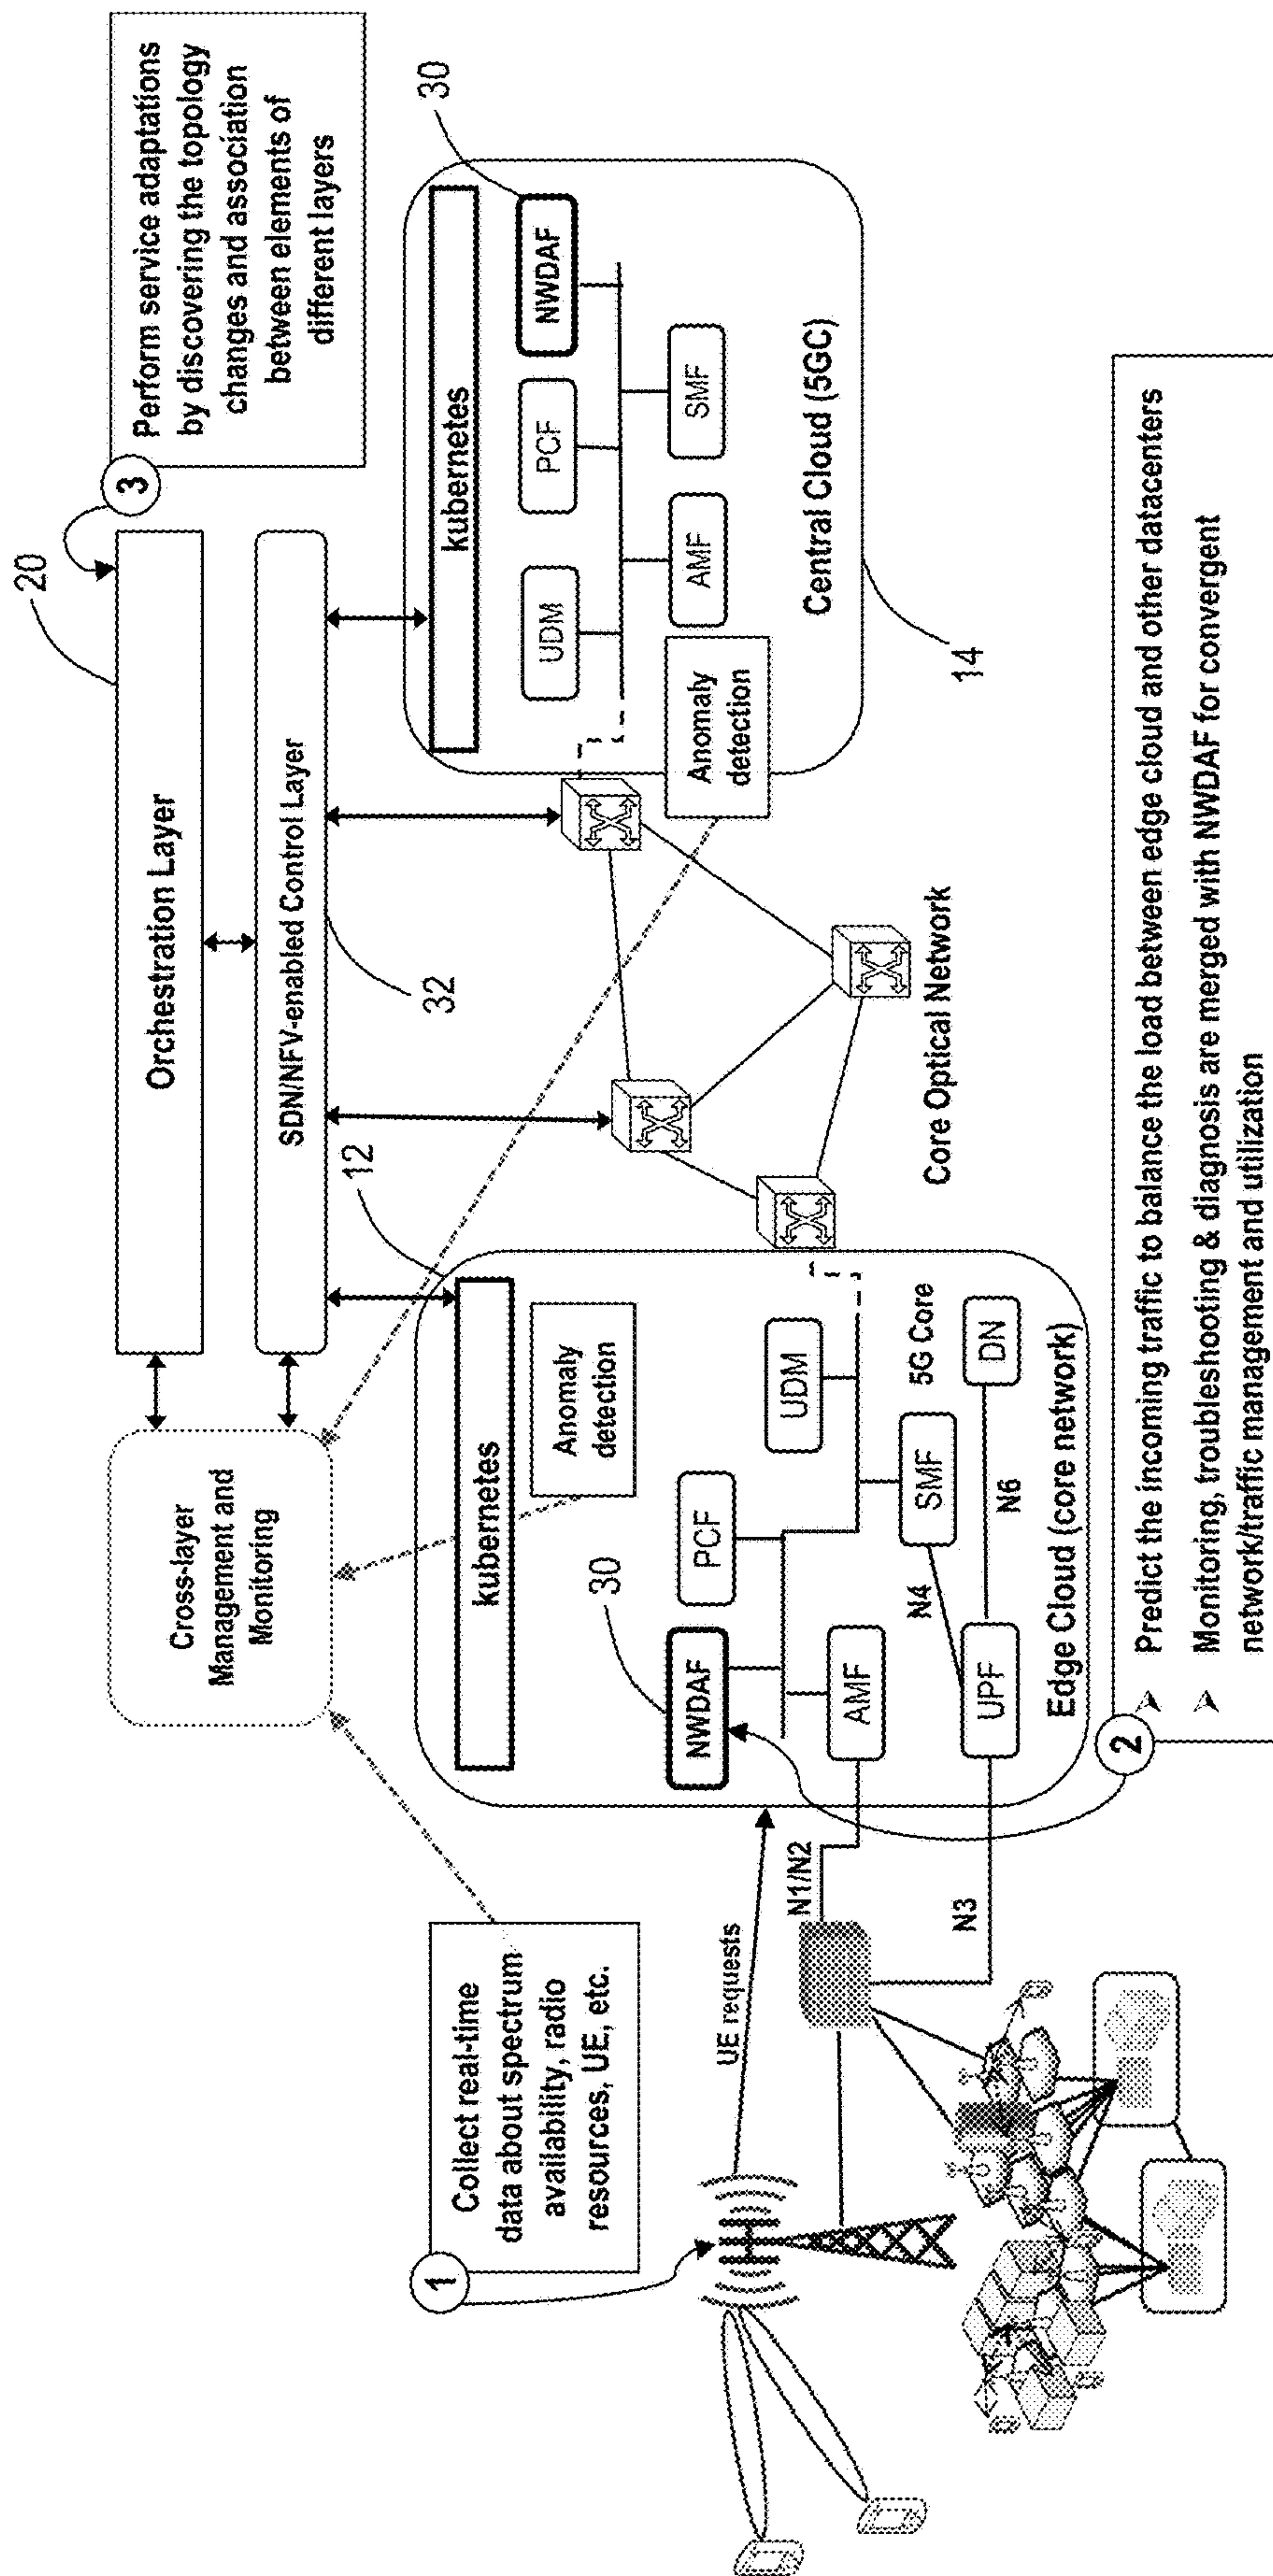 Orchestration Layer
20
3
Perform service adaptations
by discovering the topology
changes and association
between elements of
different layers
Cross-layer
Management and
Monitoring
SDN/NFV-enabled Control Layer
32
1
Collect real-time
data about spectrum
availability, radio
resources, UE, etc.
UE requests
N1/N2
N3
12
kubernetes
Anomaly
detection
30
NWDAF
PCF
UDM
AMF
SMF
5G Core
N4
N6
UPF
DN
Edge Cloud (core network)
Core Optical Network
kubernetes
30
UDM
PCF
NWDAF
AMF
SMF
Anomaly
detection
Central Cloud (5GC)
14
2
➤ Predict the incoming traffic to balance the load between edge cloud and other datacenters
➤ Monitoring, troubleshooting & diagnosis are merged with NWDAF for convergent
network/traffic management and utilization